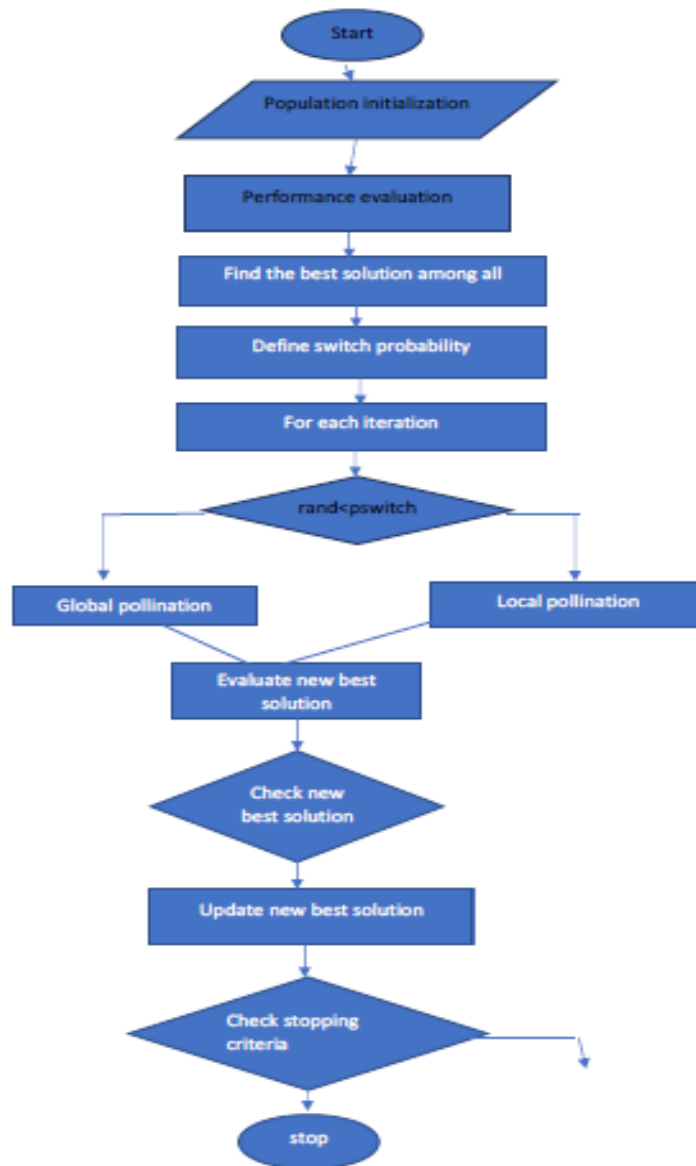 Start
Population initialization
Performance evaluation
Find the best solution among all
Define switch probability
For each iteration
rand<pswitch
Global pollination
Local pollination
Evaluate new best
solution
Check new
best solution
Update new best solution
Check stopping
criteria
stop